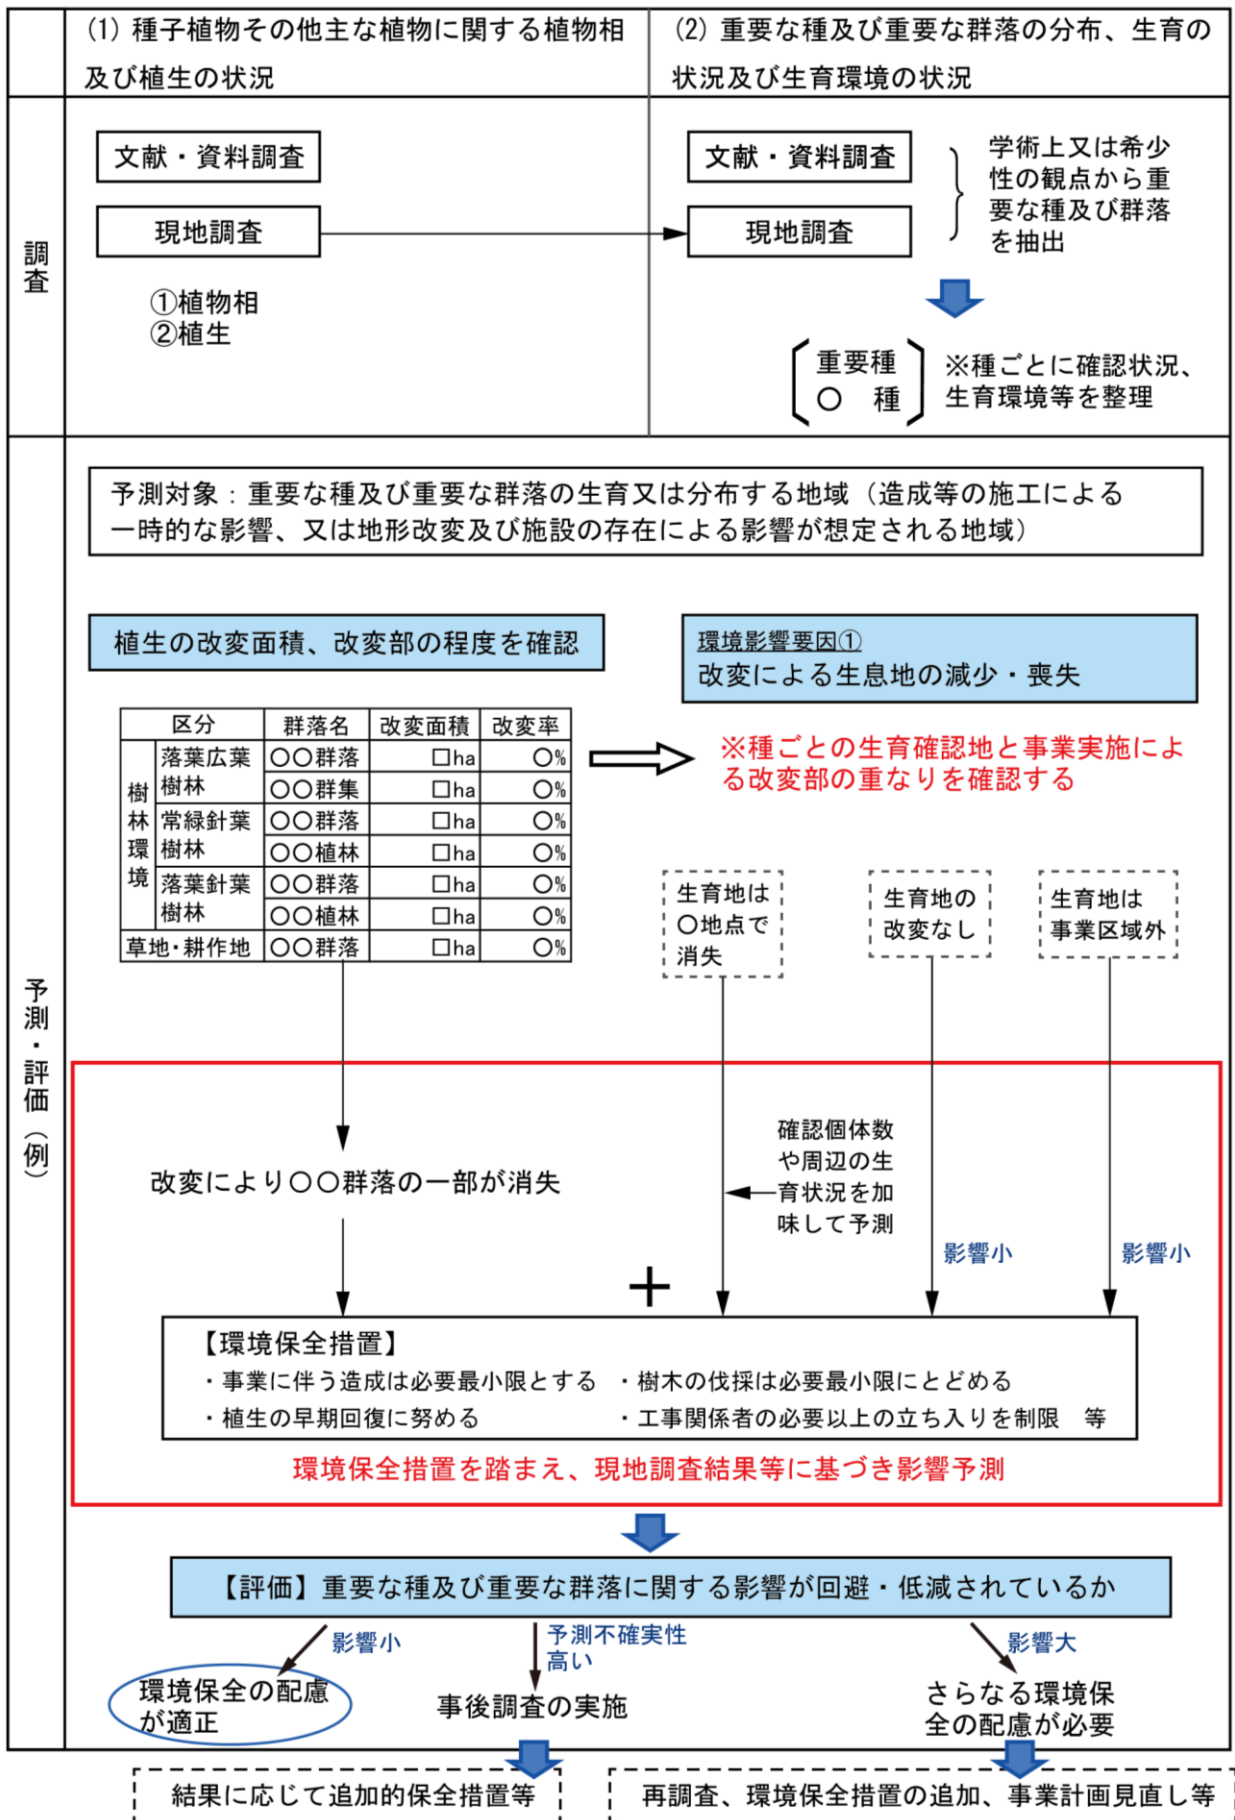 (1) 種子植物その他主な植物に関する植物相
及び植生の状況
(2) 重要な種及び重要な群落の分布、生育の
状況及び生育環境の状況
調査
文献・資料調査
現地調査
①植物相
②植生
文献・資料調査
現地調査
学術上又は希少
性の観点から重
要な種及び群落
を抽出
重要種
〇　種
※種ごとに確認状況、
生育環境等を整理
予測・評価（例）
予測対象：重要な種及び重要な群落の生育又は分布する地域（造成等の施工による
一時的な影響、又は地形改変及び施設の存在による影響が想定される地域）
植生の改変面積、改変部の程度を確認
環境影響要因①
改変による生息地の減少・喪失
区分 群落名 改変面積 改変率
樹林環境
落葉広葉
樹林
〇〇群落 □ha 〇%
〇〇群集 □ha 〇%
常緑針葉
樹林
〇〇群落 □ha 〇%
〇〇植林 □ha 〇%
落葉針葉
樹林
〇〇群落 □ha 〇%
〇〇植林 □ha 〇%
草地・耕作地 〇〇群落 □ha 〇%
※種ごとの生育確認地と事業実施によ
る改変部の重なりを確認する
生育地は
〇地点で
消失
生育地の
改変なし
生育地は
事業区域外
改変により〇〇群落の一部が消失
確認個体数
や周辺の生
育状況を加
味して予測
影響小
影響小
＋
【環境保全措置】
・事業に伴う造成は必要最小限とする ・樹木の伐採は必要最小限にとどめる
・植生の早期回復に努める ・工事関係者の必要以上の立ち入りを制限　等
環境保全措置を踏まえ、現地調査結果等に基づき影響予測
【評価】重要な種及び重要な群落に関する影響が回避・低減されているか
影響小
予測不確実性
高い
影響大
環境保全の配慮
が適正
事後調査の実施
さらなる環境保
全の配慮が必要
結果に応じて追加的保全措置等
再調査、環境保全措置の追加、事業計画見直し等